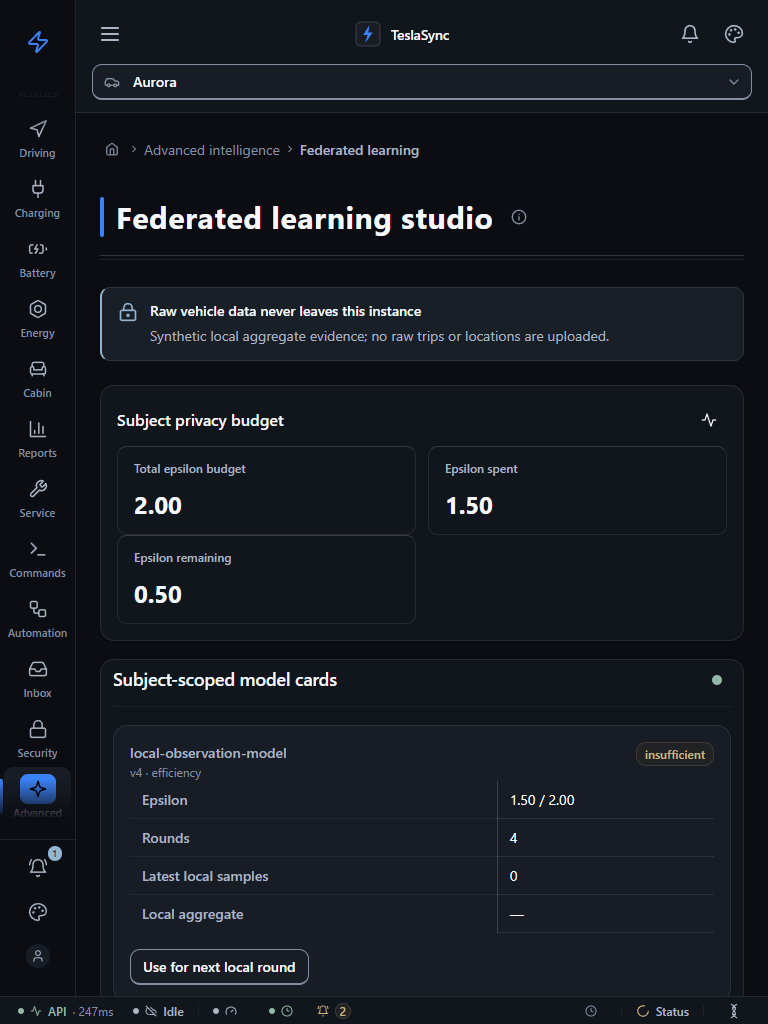 TeslaSync
Aurora
Driving
Charging
Battery
Energy
Cabin
Reports
Service
Commands
Automation
Inbox
Security
Advanced
1
Advanced intelligence
Federated learning
Federated learning studio
Raw vehicle data never leaves this instance
Synthetic local aggregate evidence; no raw trips or locations are uploaded.
Subject privacy budget
Total epsilon budget
2.00
Epsilon spent
1.50
Epsilon remaining
0.50
Subject-scoped model cards
local-observation-model
insufficient
v4 · efficiency
Epsilon 1.50 / 2.00
Rounds 4
Latest local samples 0
Local aggregate —
Use for next local round
API · 247ms
Idle
2
Status